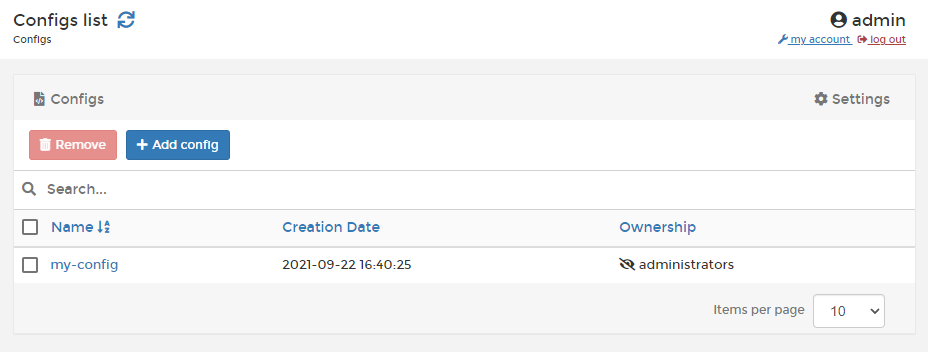 Configs list
admin
Configs
my account log out
Configs
Settings
Remove Add config
Search...
Name Creation Date Ownership
my-config 2021-09-22 16:40:25 administrators
Items per page 10